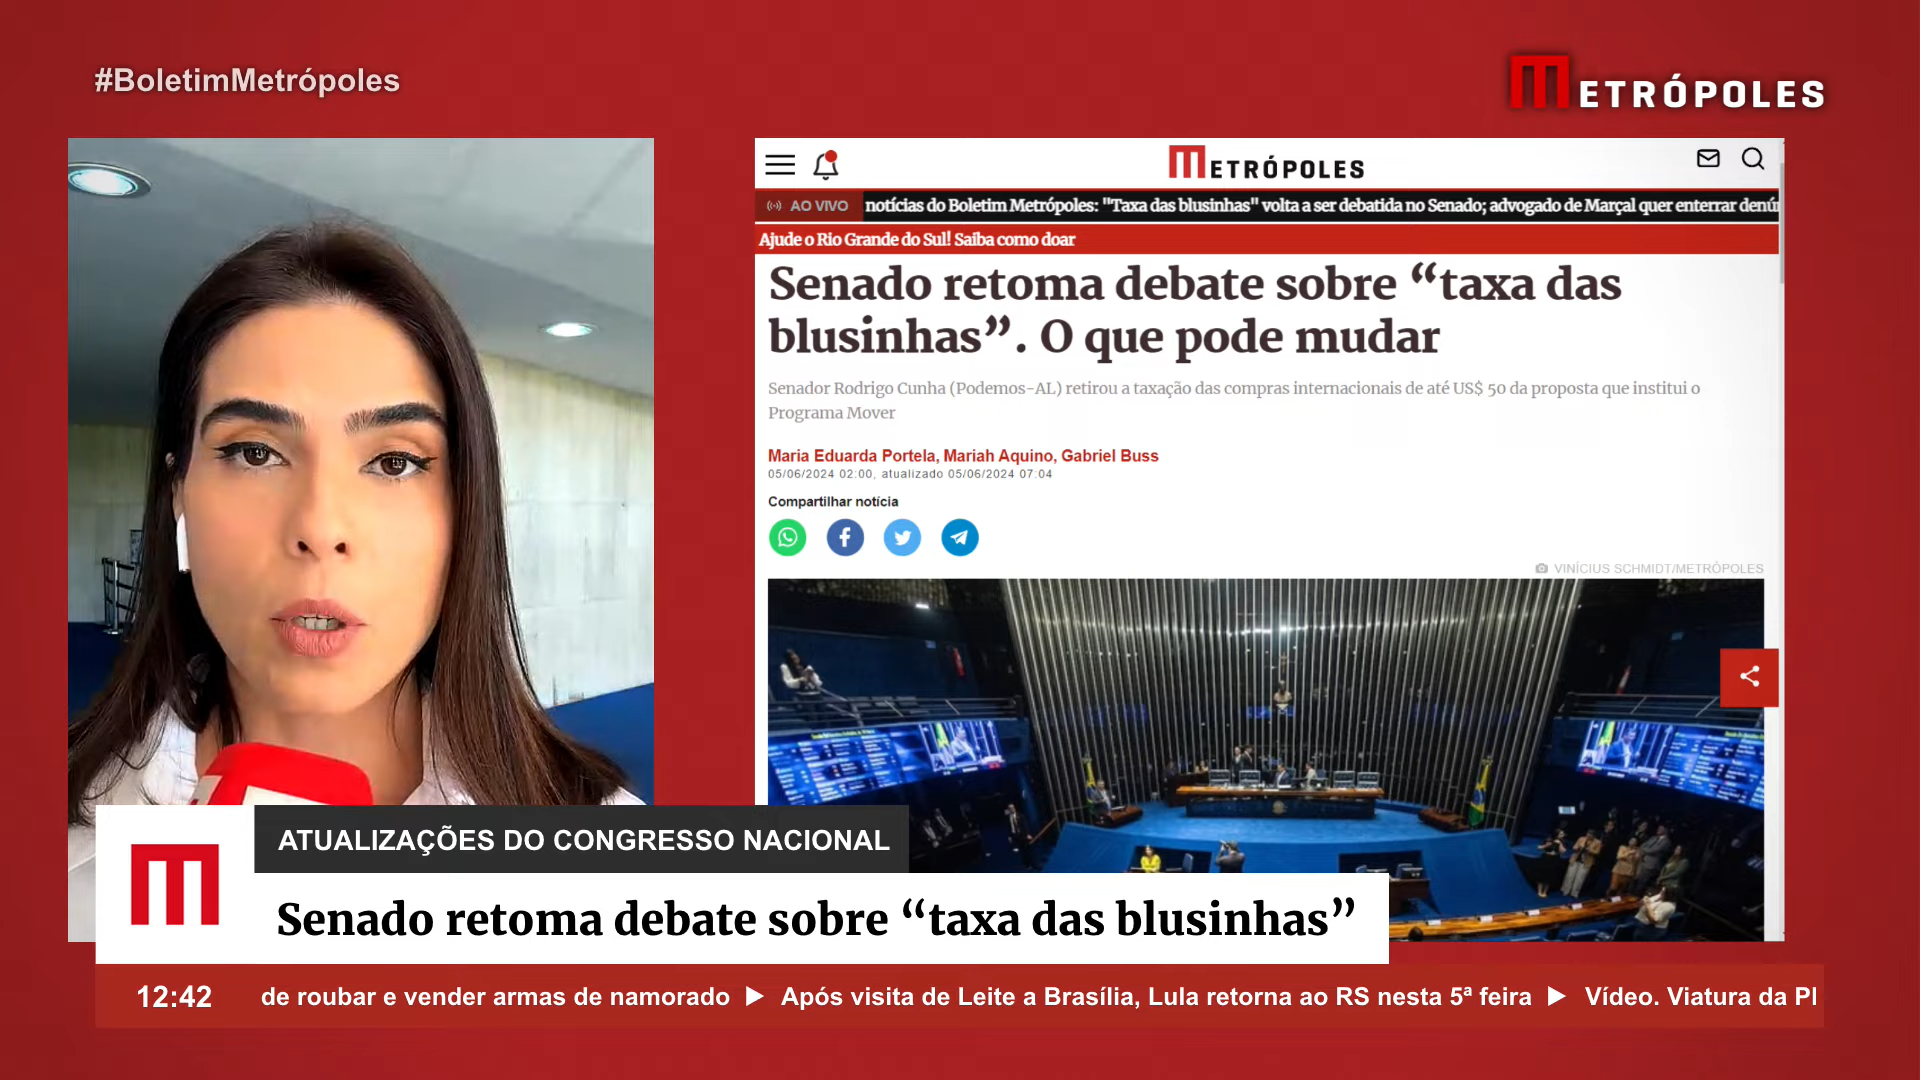 #BoletimMetrópoles
METRÓPOLES
METRÓPOLES
AO VIVO notícias do Boletim Metrópoles: "Taxa das blusinhas" volta a ser debatida no Senado; advogado de Marçal quer enterrar
Ajude o Rio Grande do Sul! Saiba como doar
Senado retoma debate sobre “taxa das
blusinhas”. O que pode mudar
Senador Rodrigo Cunha (Podemos-AL) retirou a taxação das compras internacionais de até US$ 50 da proposta que institui o
Programa Mover
Maria Eduarda Portela, Mariah Aquino, Gabriel Buss
05/06/2024 02:00, atualizado 05/06/2024 07:04
Compartilhar notícia
VINÍCIUS SCHMIDT/METRÓPOLES
ATUALIZAÇÕES DO CONGRESSO NACIONAL
M
Senado retoma debate sobre “taxa das blusinhas”
12:42 de roubar e vender armas de namorado ▶ Após visita de Leite a Brasília, Lula retorna ao RS nesta 5ª feira ▶ Vídeo. Viatura da